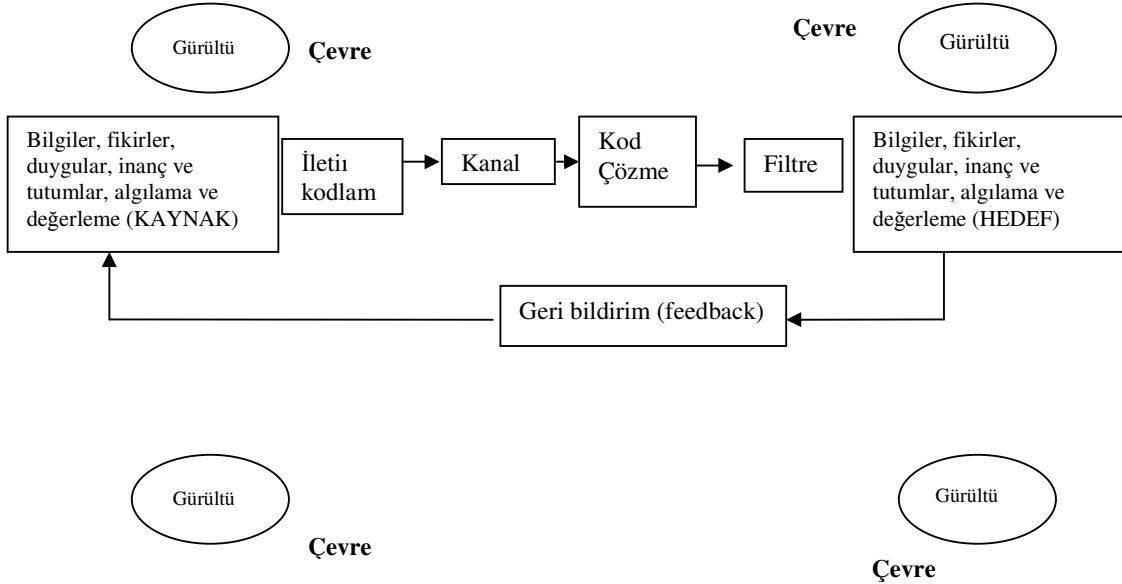 Gürültü
Çevre
Çevre
Gürültü
Bilgiler, fikirler,
duygular, inanç ve
tutumlar, algılama ve
değerleme (KAYNAK)
İletiı
kodlam
Kanal
Kod
Çözme
Filtre
Bilgiler, fikirler,
duygular, inanç ve
tutumlar, algılama ve
değerleme (HEDEF)
Geri bildirim (feedback)
Gürültü
Çevre
Gürültü
Çevre